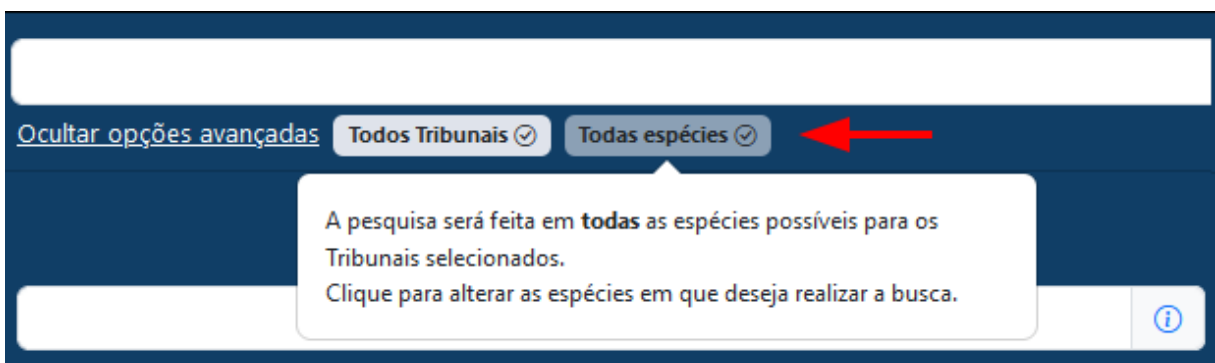 Ocultar opções avançadas Todos Tribunais Todas espécies
A pesquisa será feita em todas as espécies possíveis para os
Tribunais selecionados.
Clique para alterar as espécies em que deseja realizar a busca.